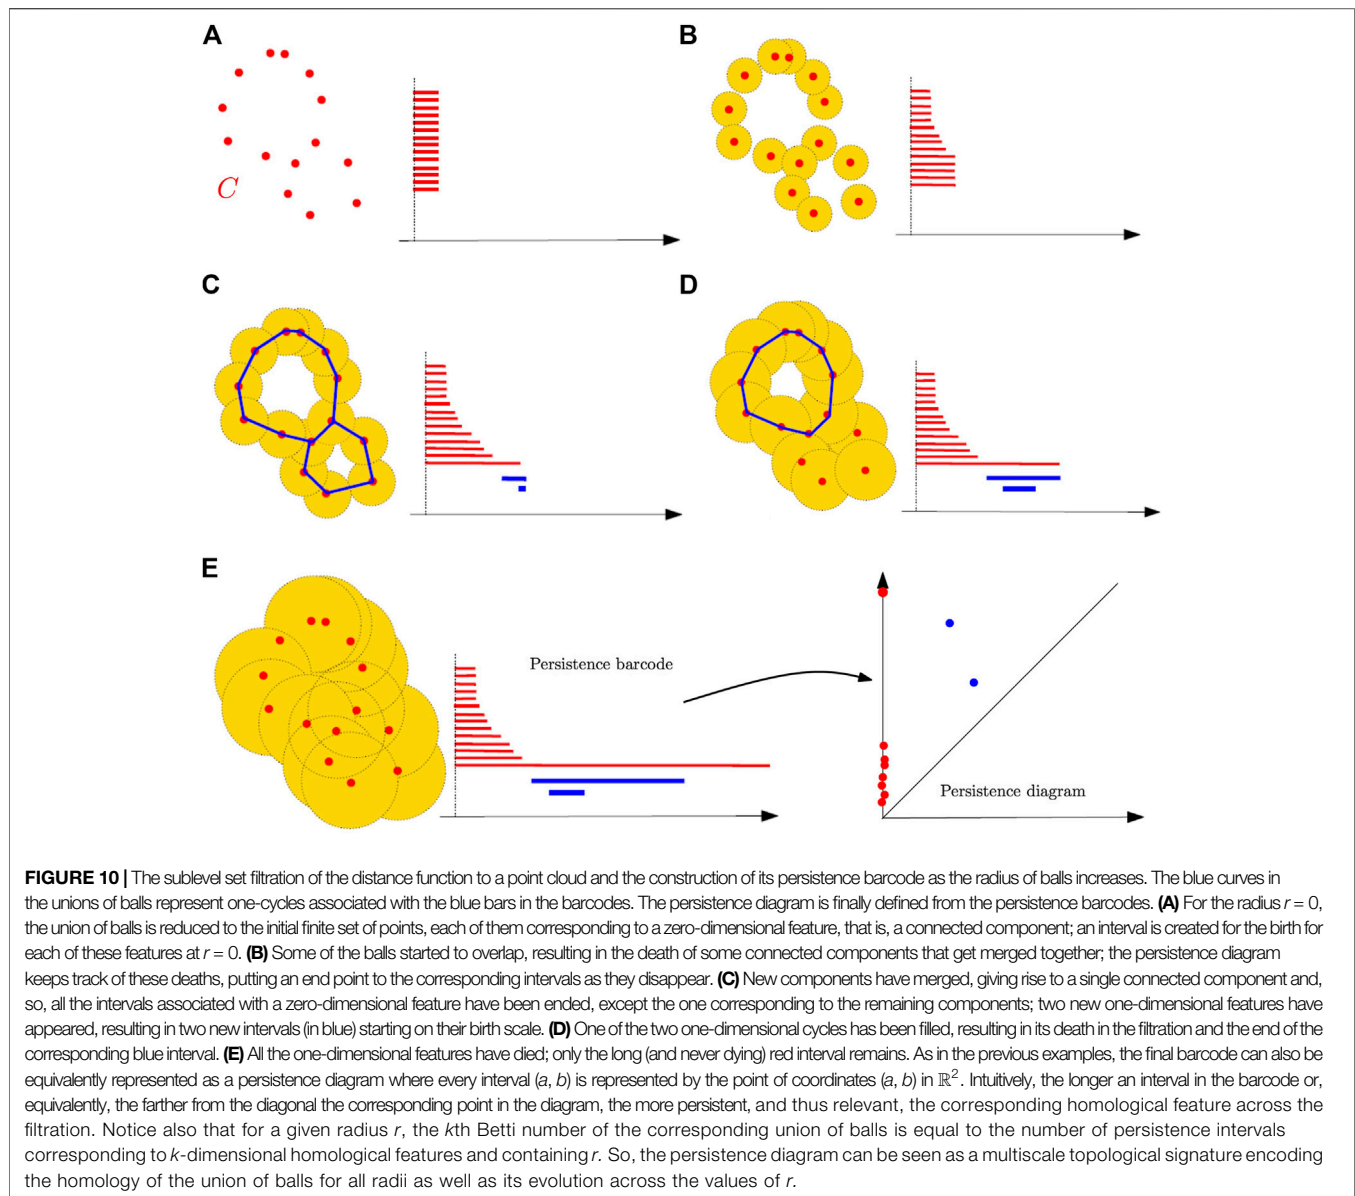 A
B
C
C
D
E
Persistence barcode
Persistence diagram
FIGURE 10 | The sublevel set filtration of the distance function to a point cloud and the construction of its persistence barcode as the radius of balls increases. The blue curves in
the unions of balls represent one-cycles associated with the blue bars in the barcodes. The persistence diagram is finally defined from the persistence barcodes. (A) For the radius r = 0,
the union of balls is reduced to the initial finite set of points, each of them corresponding to a zero-dimensional feature, that is, a connected component; an interval is created for the birth for
each of these features at r = 0. (B) Some of the balls started to overlap, resulting in the death of some connected components that get merged together; the persistence diagram
keeps track of these deaths, putting an end point to the corresponding intervals as they disappear. (C) New components have merged, giving rise to a single connected component and,
so, all the intervals associated with a zero-dimensional feature have been ended, except the one corresponding to the remaining components; two new one-dimensional features have
appeared, resulting in two new intervals (in blue) starting on their birth scale. (D) One of the two one-dimensional cycles has been filled, resulting in its death in the filtration and the end of the
corresponding blue interval. (E) All the one-dimensional features have died; only the long (and never dying) red interval remains. As in the previous examples, the final barcode can also be
equivalently represented as a persistence diagram where every interval (a, b) is represented by the point of coordinates (a, b) in ℝ². Intuitively, the longer an interval in the barcode or,
equivalently, the farther from the diagonal the corresponding point in the diagram, the more persistent, and thus relevant, the corresponding homological feature across the
filtration. Notice also that for a given radius r, the kth Betti number of the corresponding union of balls is equal to the number of persistence intervals
corresponding to k-dimensional homological features and containing r. So, the persistence diagram can be seen as a multiscale topological signature encoding
the homology of the union of balls for all radii as well as its evolution across the values of r.